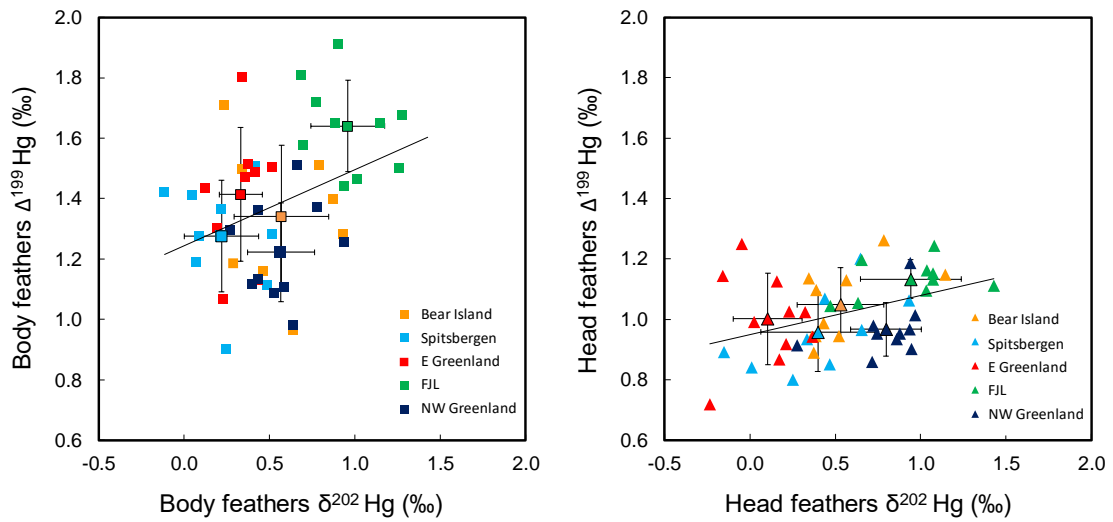 2.0
1.8
1.6
1.4
1.2
1.0
0.8
0.6
Body feathers Δ¹⁹⁹ Hg (‰)
Bear Island
Spitsbergen
E Greenland
FJL
NW Greenland
-0.5 0.0 0.5 1.0 1.5 2.0
Body feathers δ²⁰² Hg (‰)
2.0
1.8
1.6
1.4
1.2
1.0
0.8
0.6
Head feathers Δ¹⁹⁹ Hg (‰)
Bear Island
Spitsbergen
E Greenland
FJL
NW Greenland
-0.5 0.0 0.5 1.0 1.5 2.0
Head feathers δ²⁰² Hg (‰)